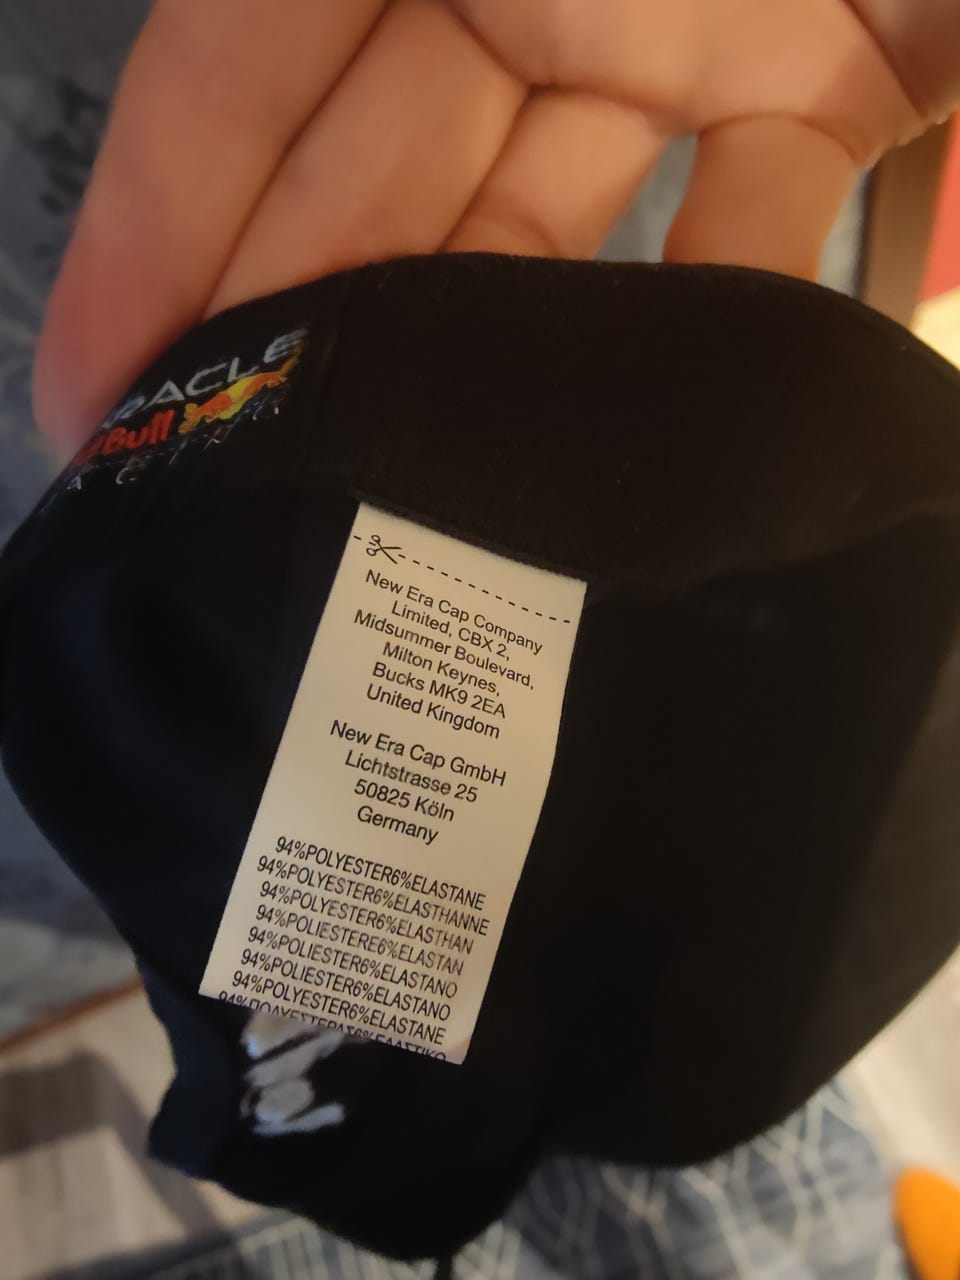 ORACLE
Red Bull
RACING
New Era Cap Company
Limited, CBX 2,
Midsummer Boulevard,
Milton Keynes,
Bucks MK9 2EA
United Kingdom
New Era Cap GmbH
Lichtstrasse 25
50825 Köln
Germany
94%POLYESTER6%ELASTANE
94%POLYESTER6%ELASTHANNE
94%POLYESTER6%ELASTHAN
94%POLIESTERE6%ELASTAN
94%POLIESTER6%ELASTANO
94%POLIESTER6%ELASTANO
94%POLYESTER6%ELASTANE